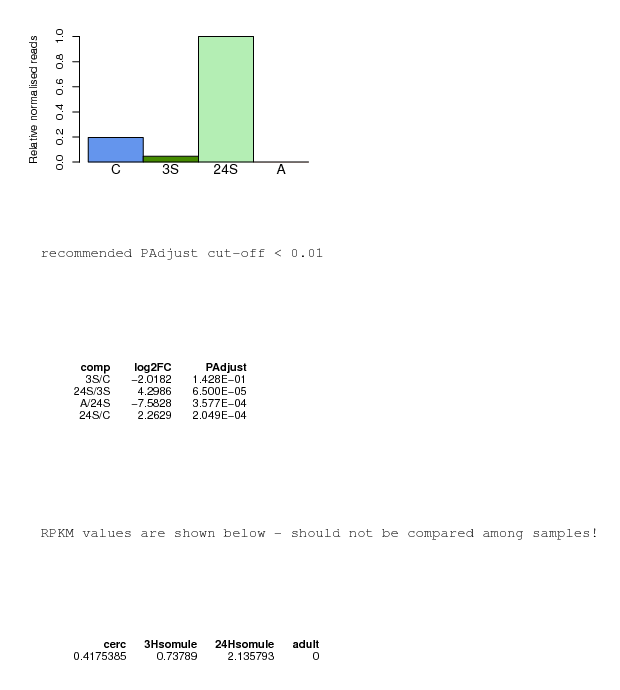 Relative normalised reads
1.0
0.8
0.6
0.4
0.2
0.0
C 3S 24S A
recommended PAdjust cut-off < 0.01
comp log2FC PAdjust
3S/C −2.0182 1.428E−01
24S/3S 4.2986 6.500E−05
A/24S −7.5828 3.577E−04
24S/C 2.2629 2.049E−04
RPKM values are shown below - should not be compared among samples!
cerc 3Hsomule 24Hsomule adult
0.4175385 0.73789 2.135793 0